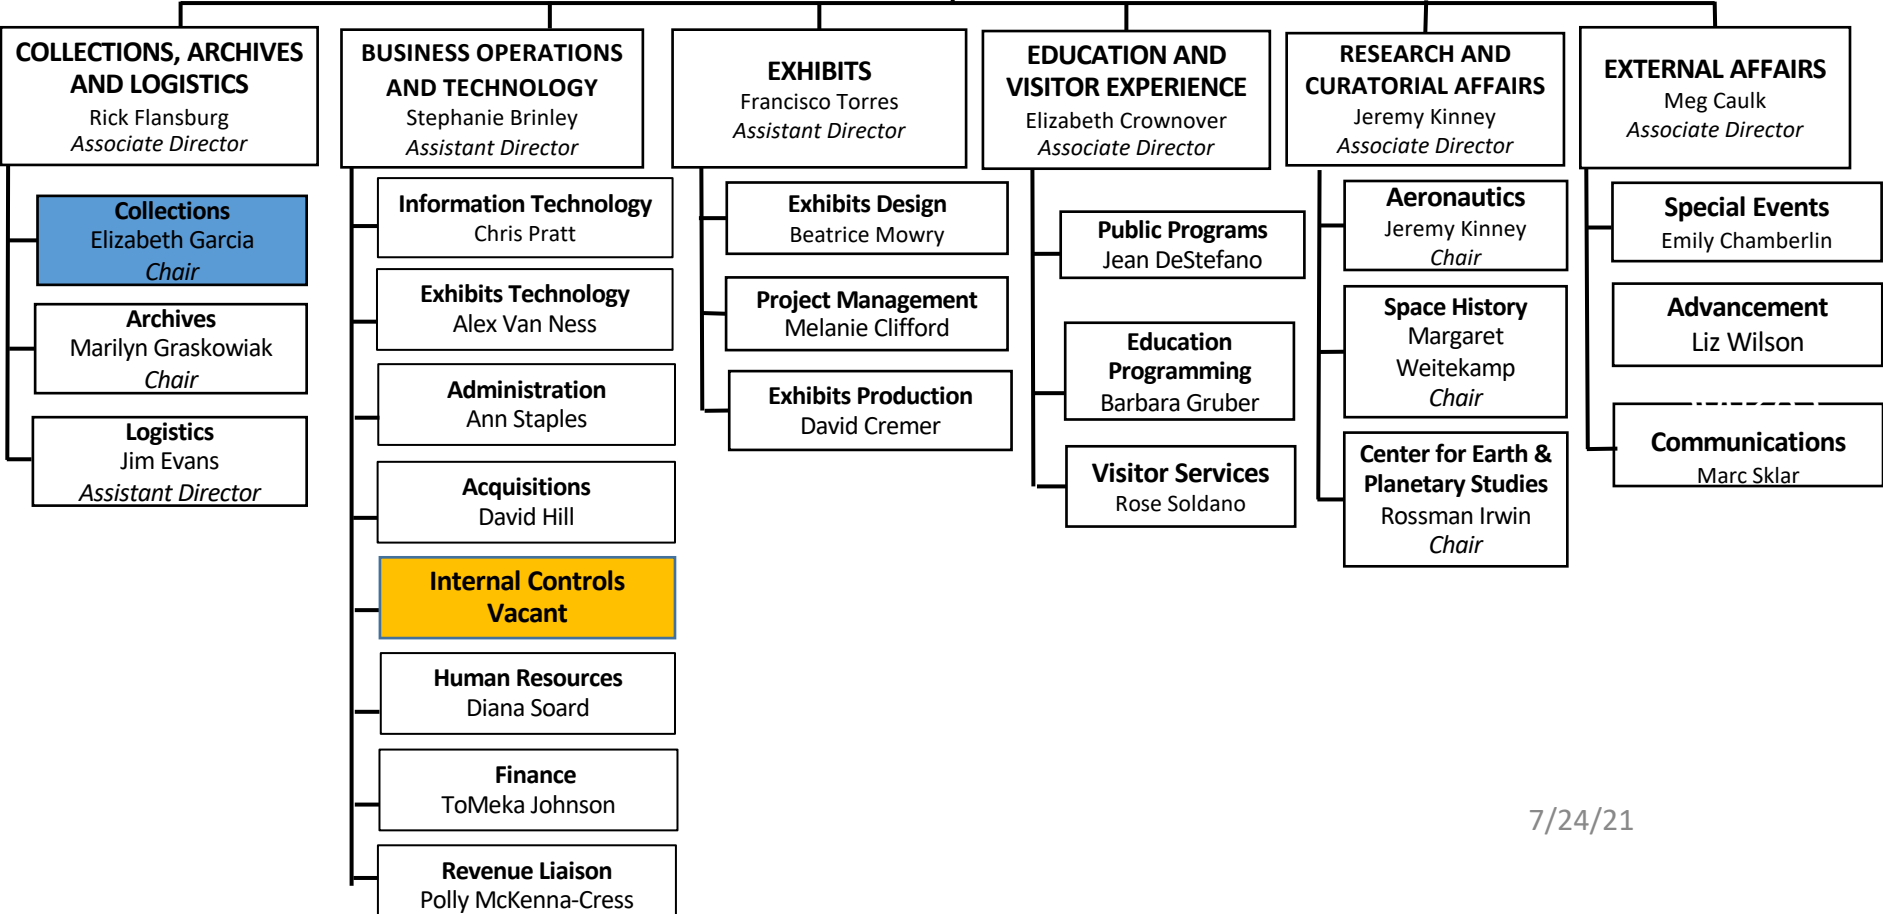 COLLECTIONS, ARCHIVES
AND LOGISTICS
Rick Flansburg
Associate Director
Collections
Elizabeth Garcia
Chair
Archives
Marilyn Graskowiak
Chair
Logistics
Jim Evans
Assistant Director
BUSINESS OPERATIONS
AND TECHNOLOGY
Stephanie Brinley
Assistant Director
Information Technology
Chris Pratt
Exhibits Technology
Alex Van Ness
Administration
Ann Staples
Acquisitions
David Hill
Internal Controls
Vacant
Human Resources
Diana Soard
Finance
ToMeka Johnson
Revenue Liaison
Polly McKenna-Cress
EXHIBITS
Francisco Torres
Assistant Director
Exhibits Design
Beatrice Mowry
Project Management
Melanie Clifford
Exhibits Production
David Cremer
EDUCATION AND
VISITOR EXPERIENCE
Elizabeth Crownover
Associate Director
Public Programs
Jean DeStefano
Education
Programming
Barbara Gruber
Visitor Services
Rose Soldano
RESEARCH AND
CURATORIAL AFFAIRS
Jeremy Kinney
Associate Director
Aeronautics
Jeremy Kinney
Chair
Space History
Margaret
Weitekamp
Chair
Center for Earth &
Planetary Studies
Rossman Irwin
Chair
EXTERNAL AFFAIRS
Meg Caulk
Associate Director
Special Events
Emily Chamberlin
Advancement
Liz Wilson
Communications
Marc Sklar
7/24/21